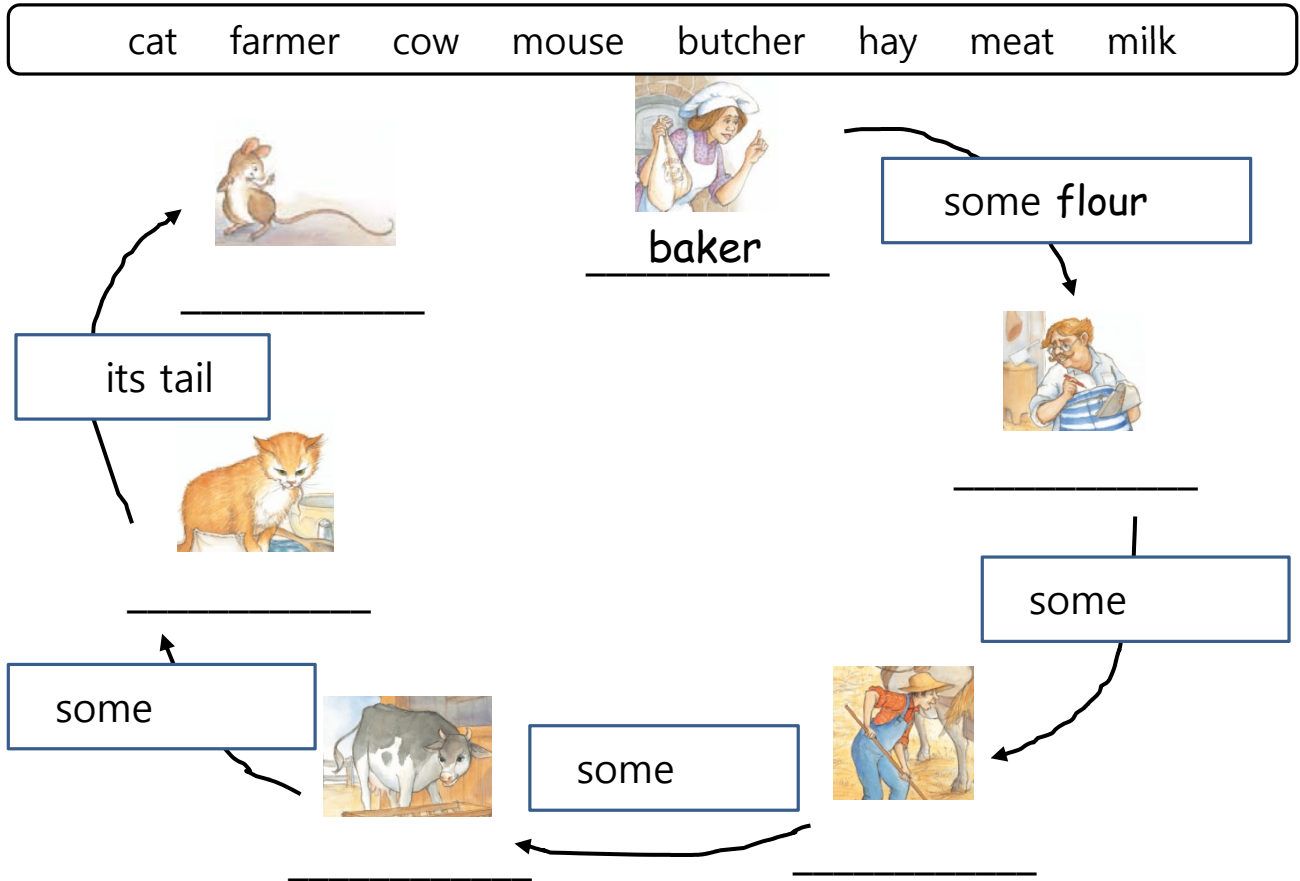 cat farmer cow mouse butcher hay meat milk
baker
some flour
its tail
some
some
some